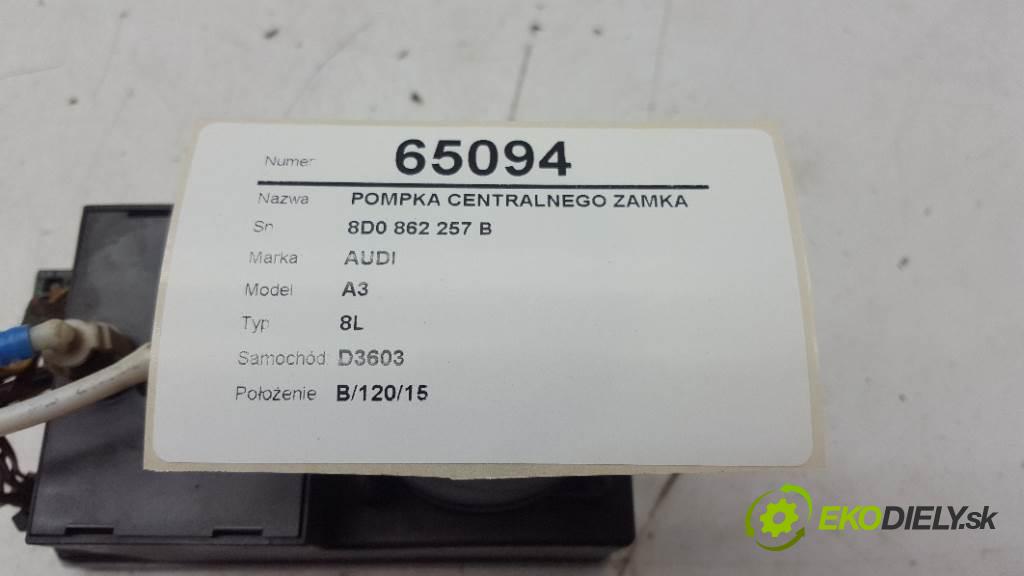 Numer 65094
Nazwa POMPKA CENTRALNEGO ZAMKA
Sn 8D0 862 257 B
Marka AUDI
Model A3
Typ 8L
Samochód D3603
Położenie B/120/15
EKODIELY.sk